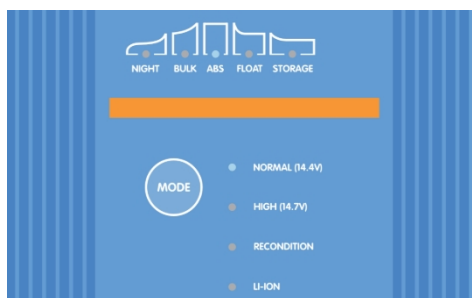 NIGHT BULK ABS FLOAT STORAGE
MODE
NORMAL (14.4V)
HIGH (14.7V)
RECONDITION
LI-ION